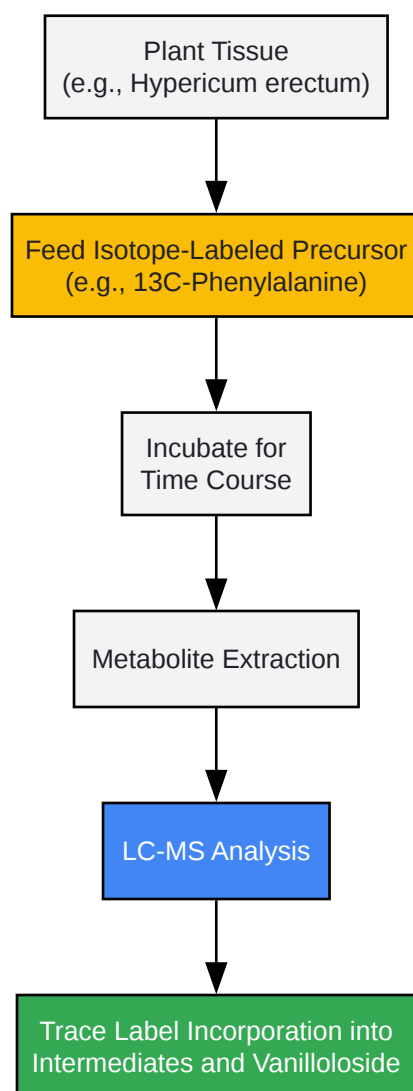 Plant Tissue
(e.g., Hypericum erectum)
Feed Isotope-Labeled Precursor
(e.g., 13C-Phenylalanine)
Incubate for
Time Course
Metabolite Extraction
LC-MS Analysis
Trace Label Incorporation into
Intermediates and Vanilloloside